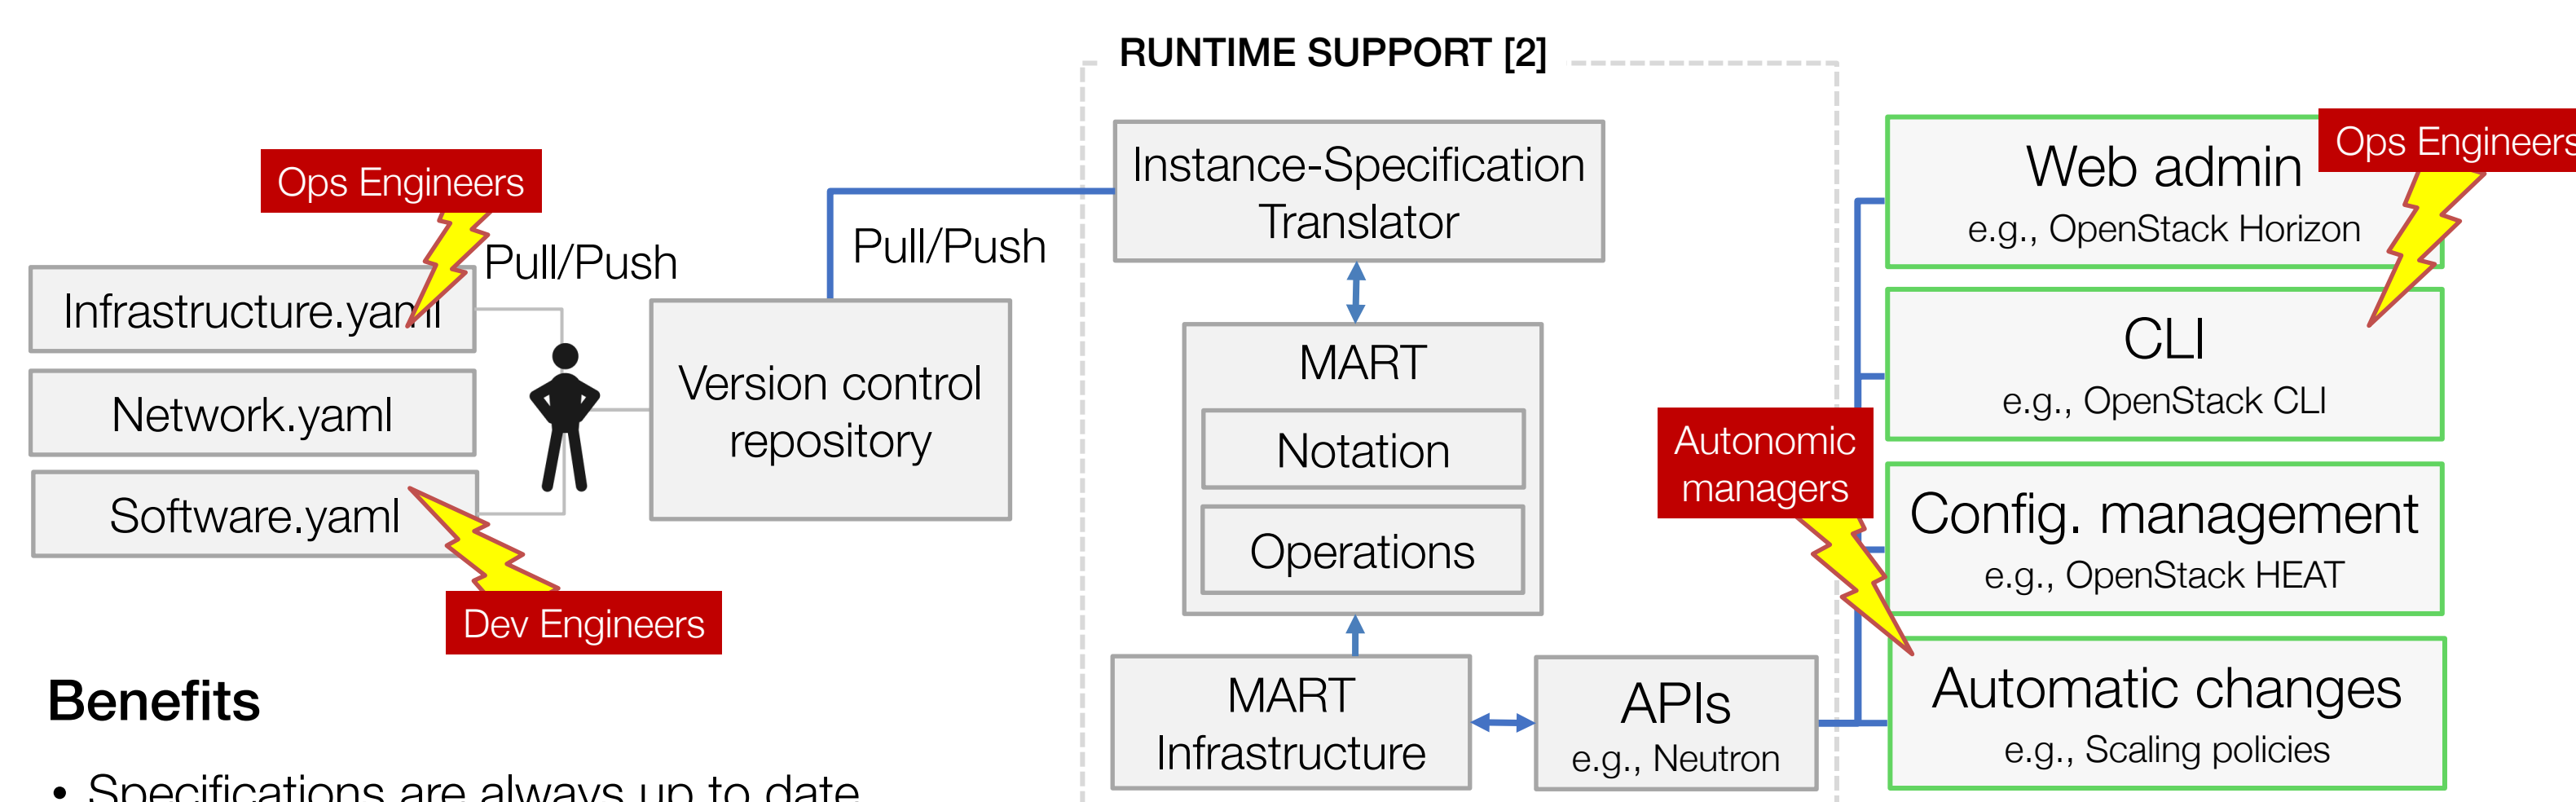 RUNTIME SUPPORT [2]
Ops Engineers
Pull/Push
Infrastructure.yaml
Network.yaml
Software.yaml
Dev Engineers
Version control
repository
Pull/Push
Instance-Specification
Translator
MART
Notation
Operations
MART
Infrastructure
APIs
e.g., Neutron
Autonomic
managers
Ops Engineers
Web admin
e.g., OpenStack Horizon
CLI
e.g., OpenStack CLI
Config. management
e.g., OpenStack HEAT
Automatic changes
e.g., Scaling policies
Benefits
• Specifications are always up to date